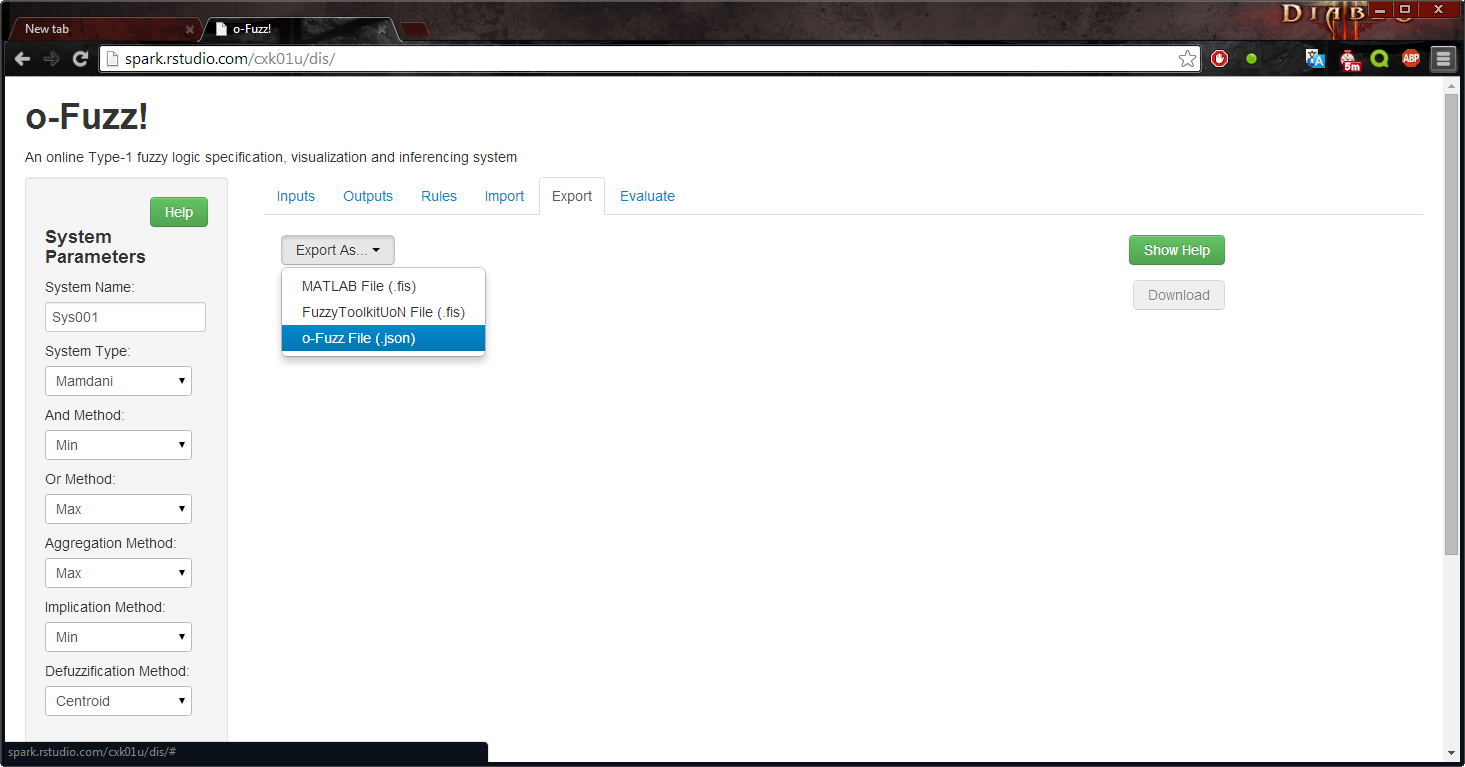 DIABLO
New tab
o-Fuzz!
spark.rstudio.com/cxk01u/dis/
5m
ABP
o-Fuzz!
An online Type-1 fuzzy logic specification, visualization and inferencing system
Help
System
Parameters
System Name:
Sys001
System Type:
Mamdani
And Method:
Min
Or Method:
Max
Aggregation Method:
Max
Implication Method:
Min
Defuzzification Method:
Centroid
Inputs Outputs Rules Import Export Evaluate
Export As...
MATLAB File (.fis)
FuzzyToolkitUoN File (.fis)
o-Fuzz File (.json)
Show Help
Download
spark.rstudio.com/cxk01u/dis/#